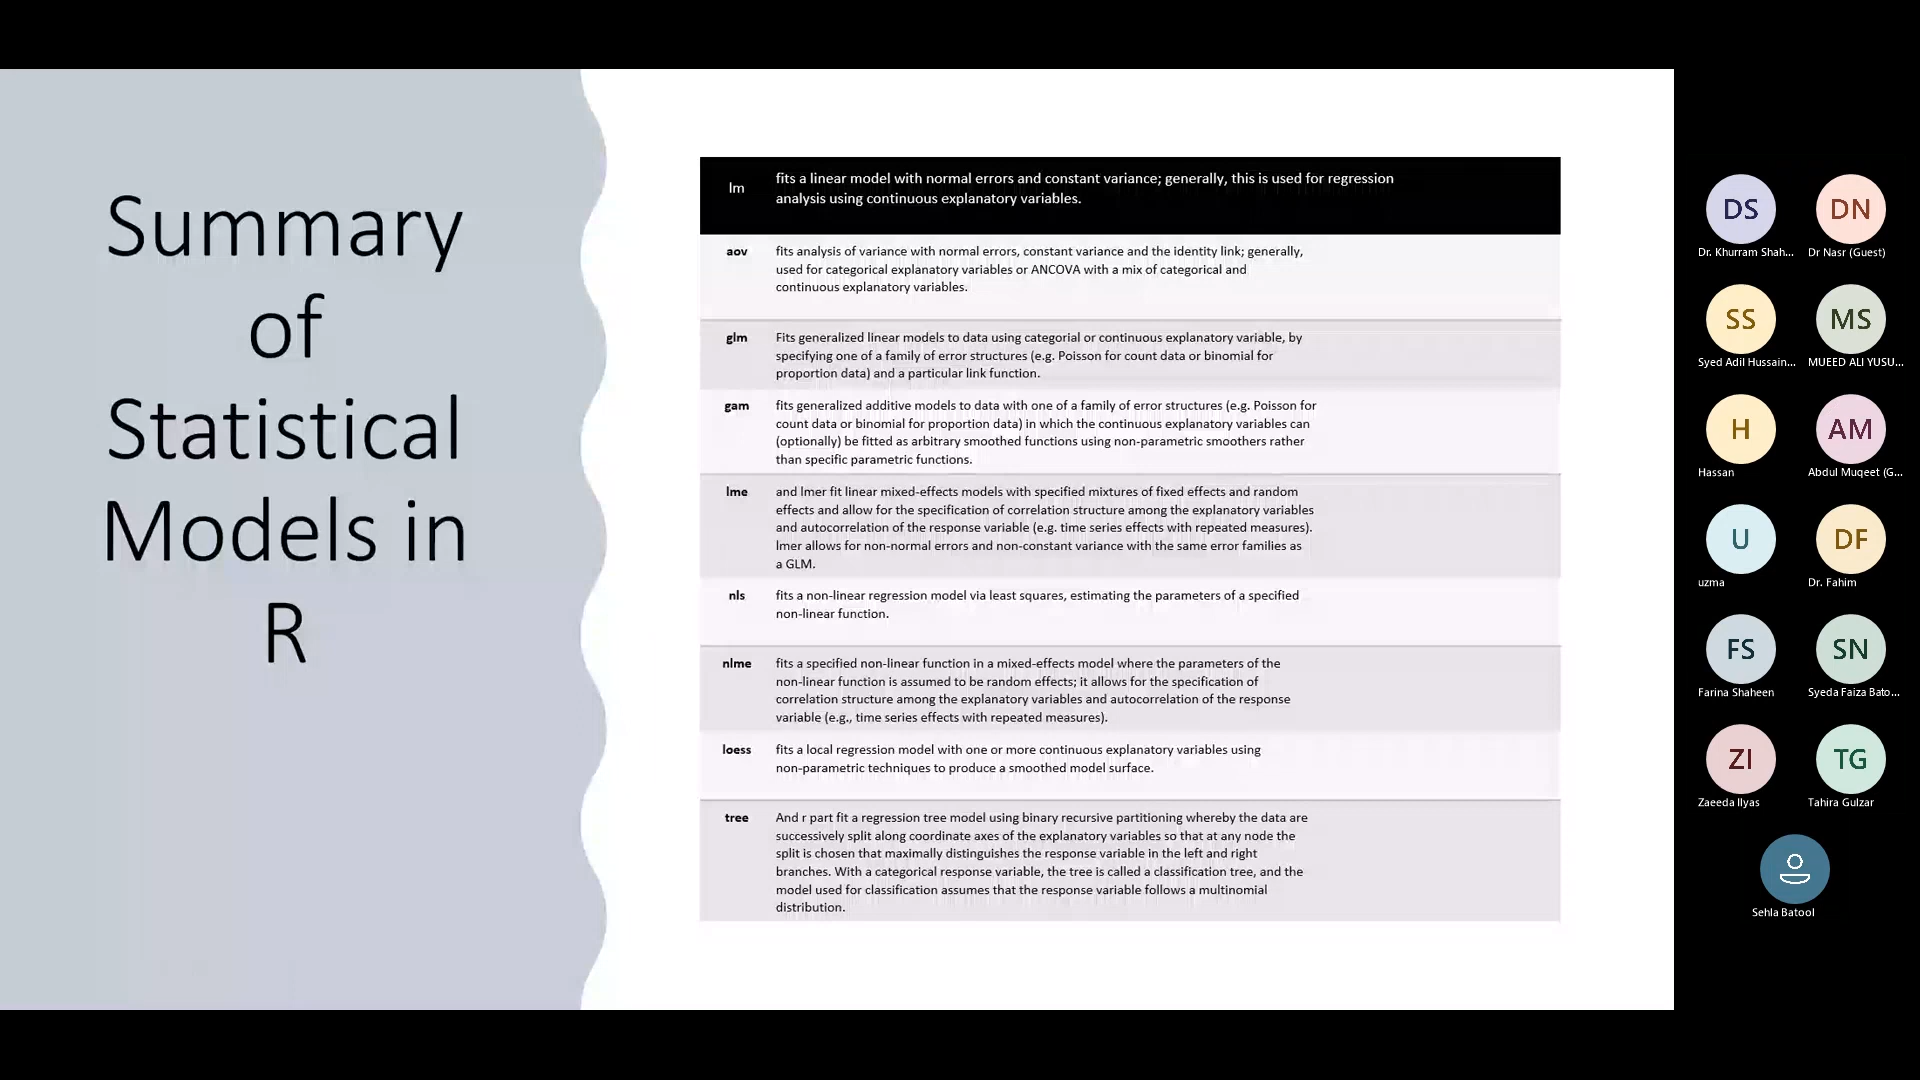 Summary
of
Statistical
Models in
R
lm
fits a linear model with normal errors and constant variance; generally, this is used for regression
analysis using continuous explanatory variables.
aov
fits analysis of variance with normal errors, constant variance and the identity link; generally,
used for categorical explanatory variables or ANCOVA with a mix of categorical and
continuous explanatory variables.
glm
Fits generalized linear models to data using categorial or continuous explanatory variable, by
specifying one of a family of error structures (e.g. Poisson for count data or binomial for
proportion data) and a particular link function.
gam
fits generalized additive models to data with one of a family of error structures (e.g. Poisson for
count data or binomial for proportion data) in which the continuous explanatory variables can
(optionally) be fitted as arbitrary smoothed functions using non-parametric smoothers rather
than specific parametric functions.
lme
and lmer fit linear mixed-effects models with specified mixtures of fixed effects and random
effects and allow for the specification of correlation structure among the explanatory variables
and autocorrelation of the response variable (e.g. time series effects with repeated measures).
lmer allows for non-normal errors and non-constant variance with the same error families as
a GLM.
nls
fits a non-linear regression model via least squares, estimating the parameters of a specified
non-linear function.
nlme
fits a specified non-linear function in a mixed-effects model where the parameters of the
non-linear function is assumed to be random effects; it allows for the specification of
correlation structure among the explanatory variables and autocorrelation of the response
variable (e.g., time series effects with repeated measures).
loess
fits a local regression model with one or more continuous explanatory variables using
non-parametric techniques to produce a smoothed model surface.
tree
And r part fit a regression tree model using binary recursive partitioning whereby the data are
successively split along coordinate axes of the explanatory variables so that at any node the
split is chosen that maximally distinguishes the response variable in the left and right
branches. With a categorical response variable, the tree is called a classification tree, and the
model used for classification assumes that the response variable follows a multinomial
distribution.
DS
Dr. Khurram Shah...
DN
Dr Nasr (Guest)
SS
Syed Adil Hussain...
MS
MUEED ALI YUSU...
H
Hassan
AM
Abdul Muqeet (G...
U
uzma
DF
Dr. Fahim
FS
Farina Shaheen
SN
Syeda Faiza Bato...
ZI
Zaeeda Ilyas
TG
Tahira Gulzar
Sehla Batool